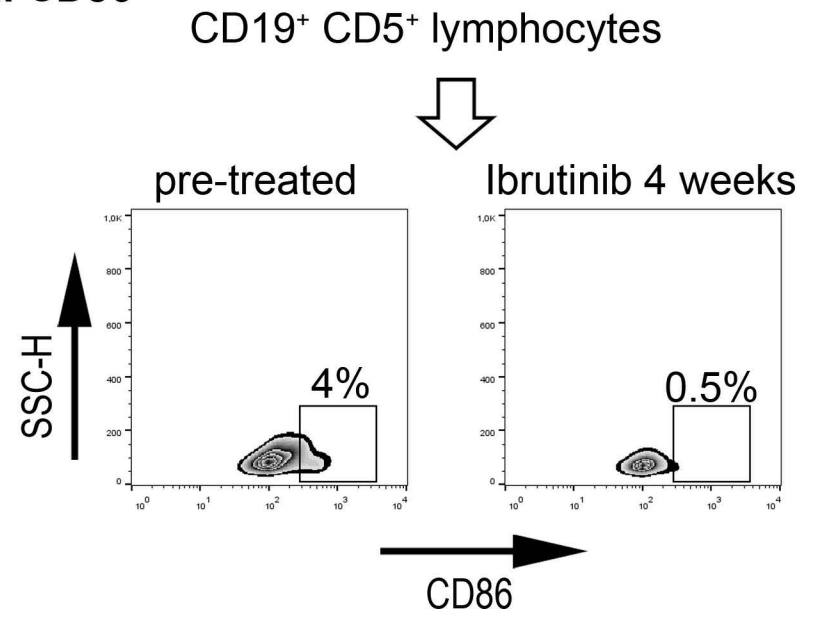 CD19⁺ CD5⁺ lymphocytes
pre-treated
Ibrutinib 4 weeks
1,0K
800
600
400
200
0
4%
10⁰ 10¹ 10² 10³ 10⁴
SSC-H
1,0K
800
600
400
200
0
0.5%
10⁰ 10¹ 10² 10³ 10⁴
CD86